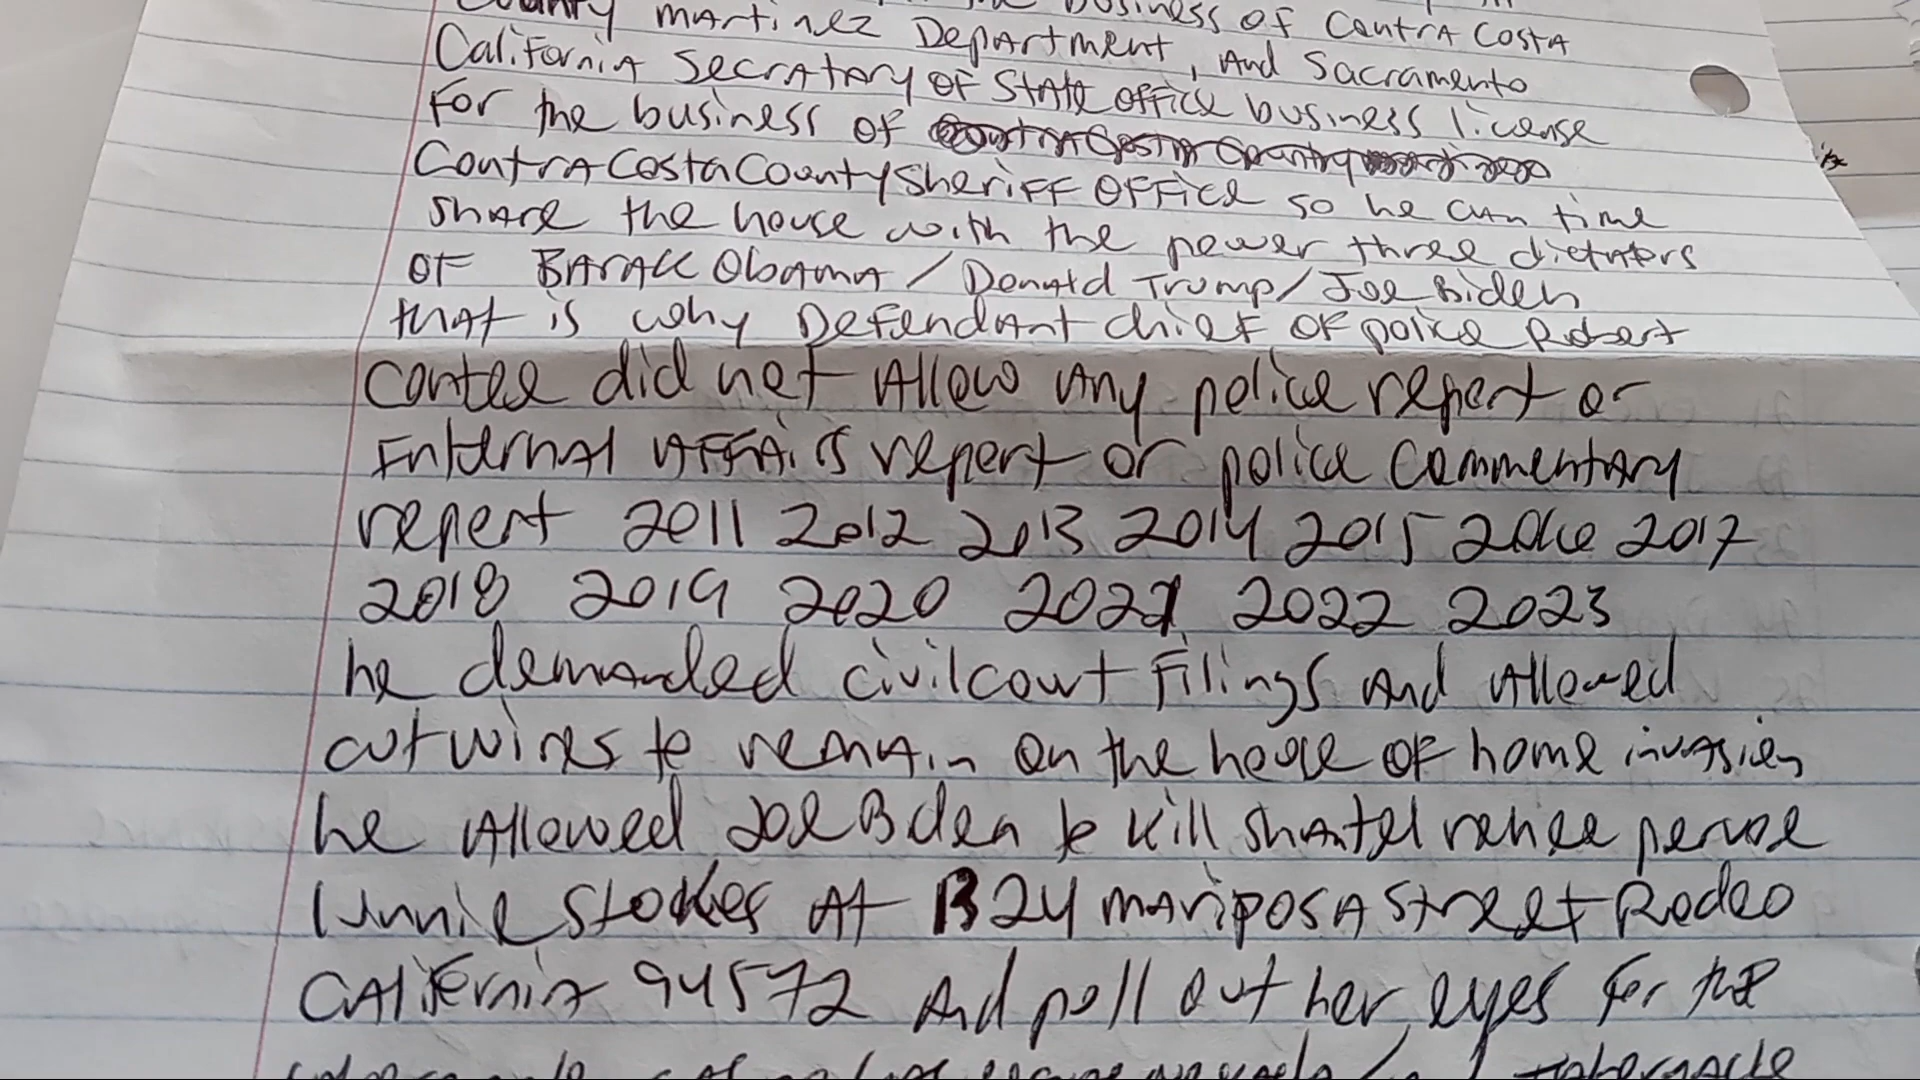 County Martinez Department, And Sacramento
business of Contra Costa
California Secratary of State office business license
For the business of
Contra Costa County Sheriff Office so he can time
share the house with the power three dictators
of Barack Obama / Donald Trump / Joe Biden
that is why Defendant chief of police Robert
Contee did not Allow Any police report or
Internal Affairs report or police Commentary
report 2011 2012 2013 2014 2015 2017
2018 2019 2020 2021 2022 2023
he demanded civil court Filings And Allowed
cut wires to remain on the house of home invasion
he Allowed Joe Biden to kill Shantel renee
Stokes At 824 Mariposa Street Rodeo
California 94572 And pull out her eyes for the